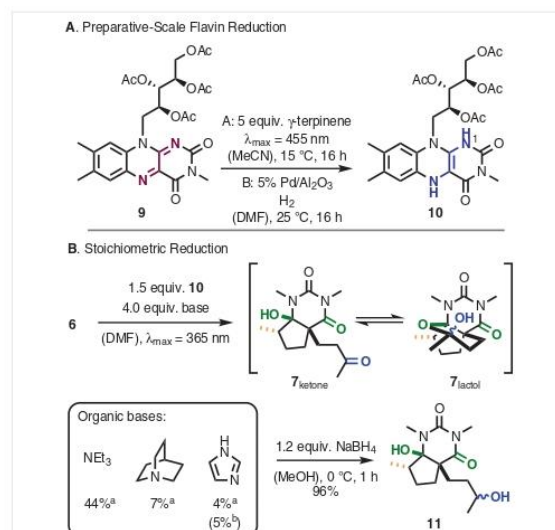 A. Preparative-Scale Flavin Reduction
OAc
AcO
OAc
OAc
N
N
O
N
N
O
9
A: 5 equiv. γ-terpinene
λmax = 455 nm
(MeCN), 15 °C, 16 h
B: 5% Pd/Al2O3
H2
(DMF), 25 °C, 16 h
OAc
AcO
OAc
OAc
H
1
N
N
O
N
N
H
O
10
B. Stoichiometric Reduction
6
1.5 equiv. 10
4.0 equiv. base
(DMF), λmax = 365 nm
O
N
N
HO
O
O
7ketone
O
N
N
OH
O
O
7lactol
Organic bases:
NEt3
N
H
N
N
44%a
7%a
4%a
(5%b)
1.2 equiv. NaBH4
(MeOH), 0 °C, 1 h
96%
O
N
N
HO
O
OH
11